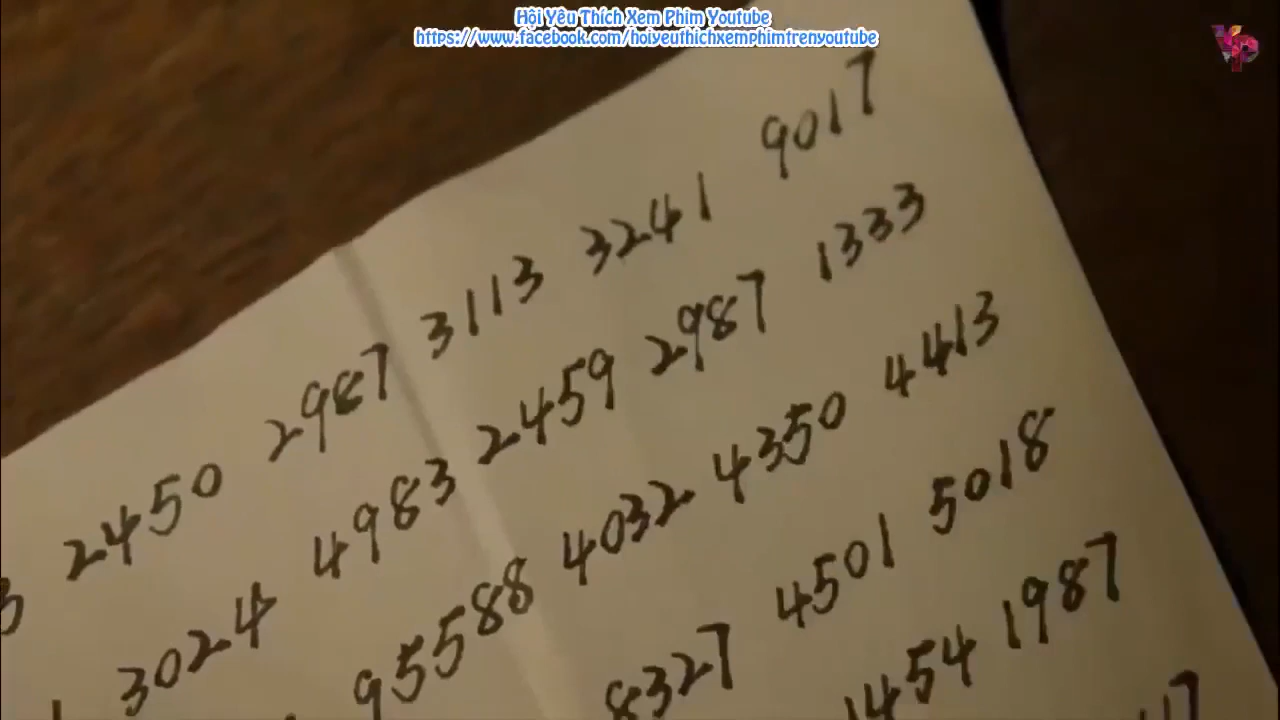 Hội Yêu Thích Xem Phim Youtube
https://www.facebook.com/hoiyeuthichxemphimtrenyoutube
VP
2450 2987 3113 3241 9017
3024 4983 2459 2987 1333
95588 4032 4350 4413
8327 4501 5018
1454 1987